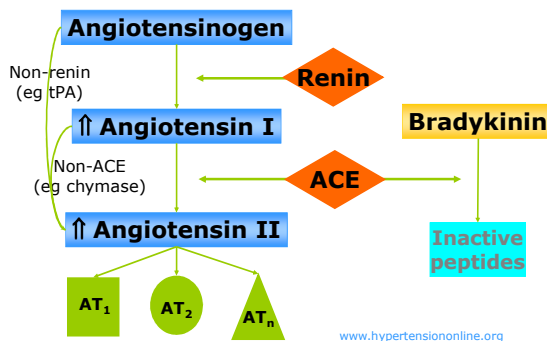 Angiotensinogen
Non-renin
(eg tPA)
Renin
⇑ Angiotensin I
Bradykinin
Non-ACE
(eg chymase)
ACE
⇑ Angiotensin II
Inactive
peptides
AT1
AT2
ATn
www.hypertensiononline.org